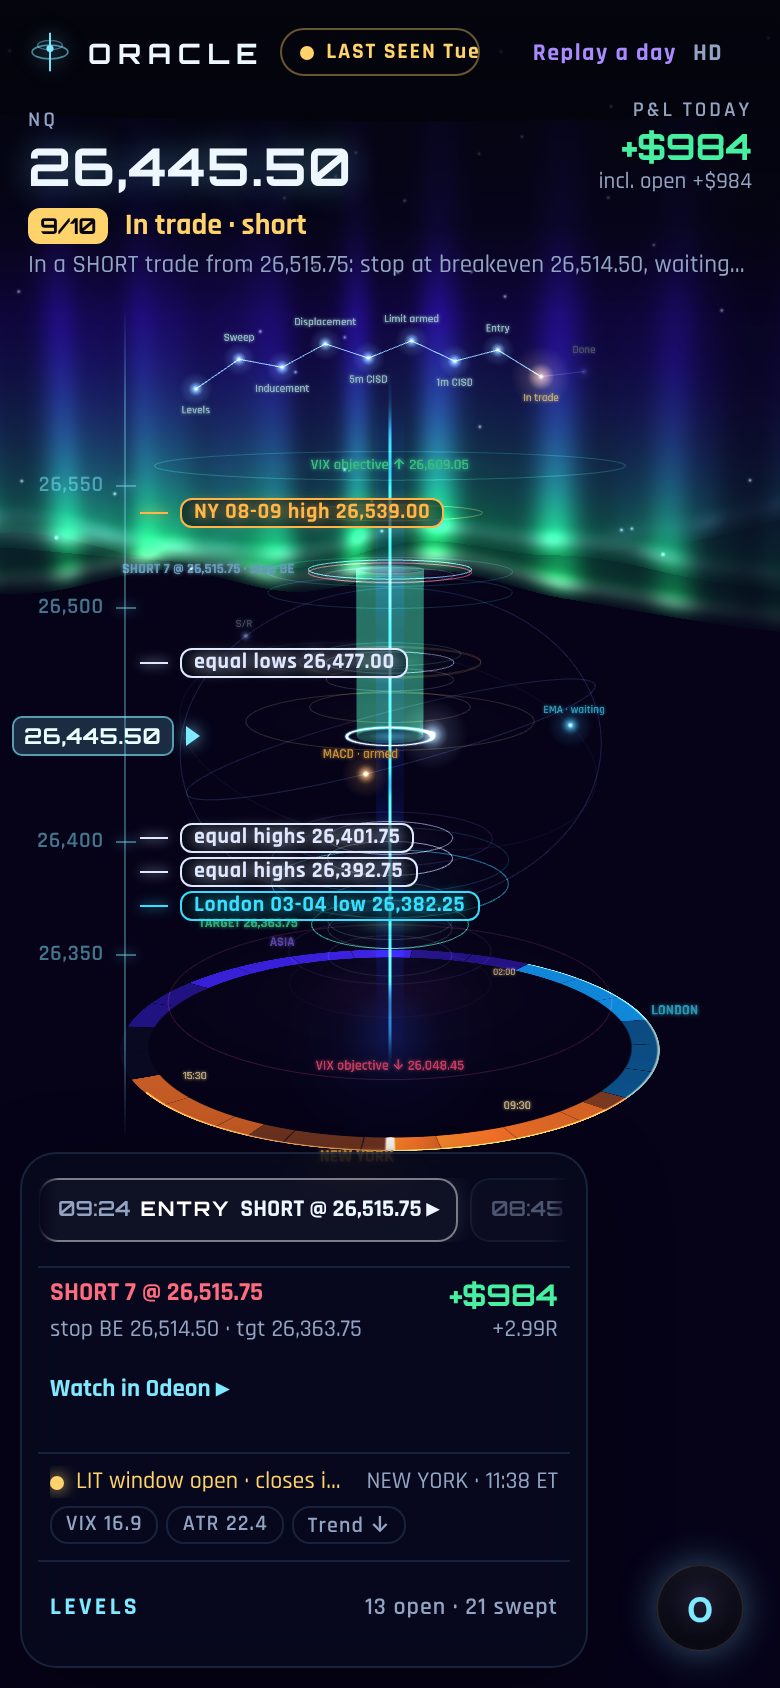 ORACLE
LAST SEEN Tue
Replay a day HD
NQ
P&L TODAY
26,445.50
+$984
incl. open +$984
9/10 In trade · short
In a SHORT trade from 26,515.75: stop at breakeven 26,514.50, waiting...
Displacement
Limit armed
Entry
Sweep
Done
5m CISD
1m CISD
Inducement
In trade
Levels
VIX objective ↑ 26,609.05
26,550
NY 08-09 high 26,539.00
SHORT 7 @ 26,515.75 · stop BE
26,500
S/R
equal lows 26,477.00
EMA · waiting
26,445.50
MACD · armed
equal highs 26,401.75
26,400
equal highs 26,392.75
London 03-04 low 26,382.25
TARGET 26,363.75
ASIA
26,350
02:00
LONDON
VIX objective ↓ 26,048.45
15:30
09:30
NEW YORK
09:24 ENTRY SHORT @ 26,515.75 ▸
08:45
SHORT 7 @ 26,515.75
+$984
stop BE 26,514.50 · tgt 26,363.75
+2.99R
Watch in Odeon ▸
LIT window open · closes i...
NEW YORK · 11:38 ET
VIX 16.9
ATR 22.4
Trend ↓
LEVELS
13 open · 21 swept
O